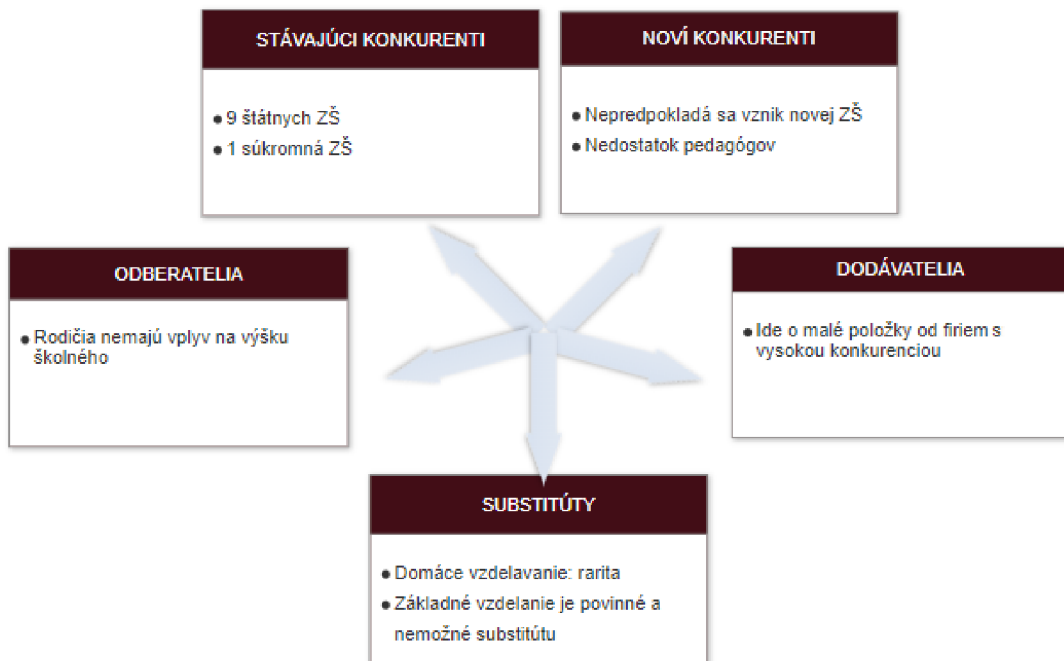 STÁVAJÚCI KONKURENTI
● 9 štátnych ZŠ
● 1 súkromná ZŠ
NOVÍ KONKURENTI
● Nepredpokladá sa vznik novej ZŠ
● Nedostatok pedagógov
ODBERATELIA
● Rodičia nemajú vplyv na výšku
školného
DODÁVATELIA
● Ide o malé položky od firiem s
vysokou konkurenciou
SUBSTITÚTY
● Domáce vzdelavanie: rarita
● Základné vzdelanie je povinné a
nemožné substitútu